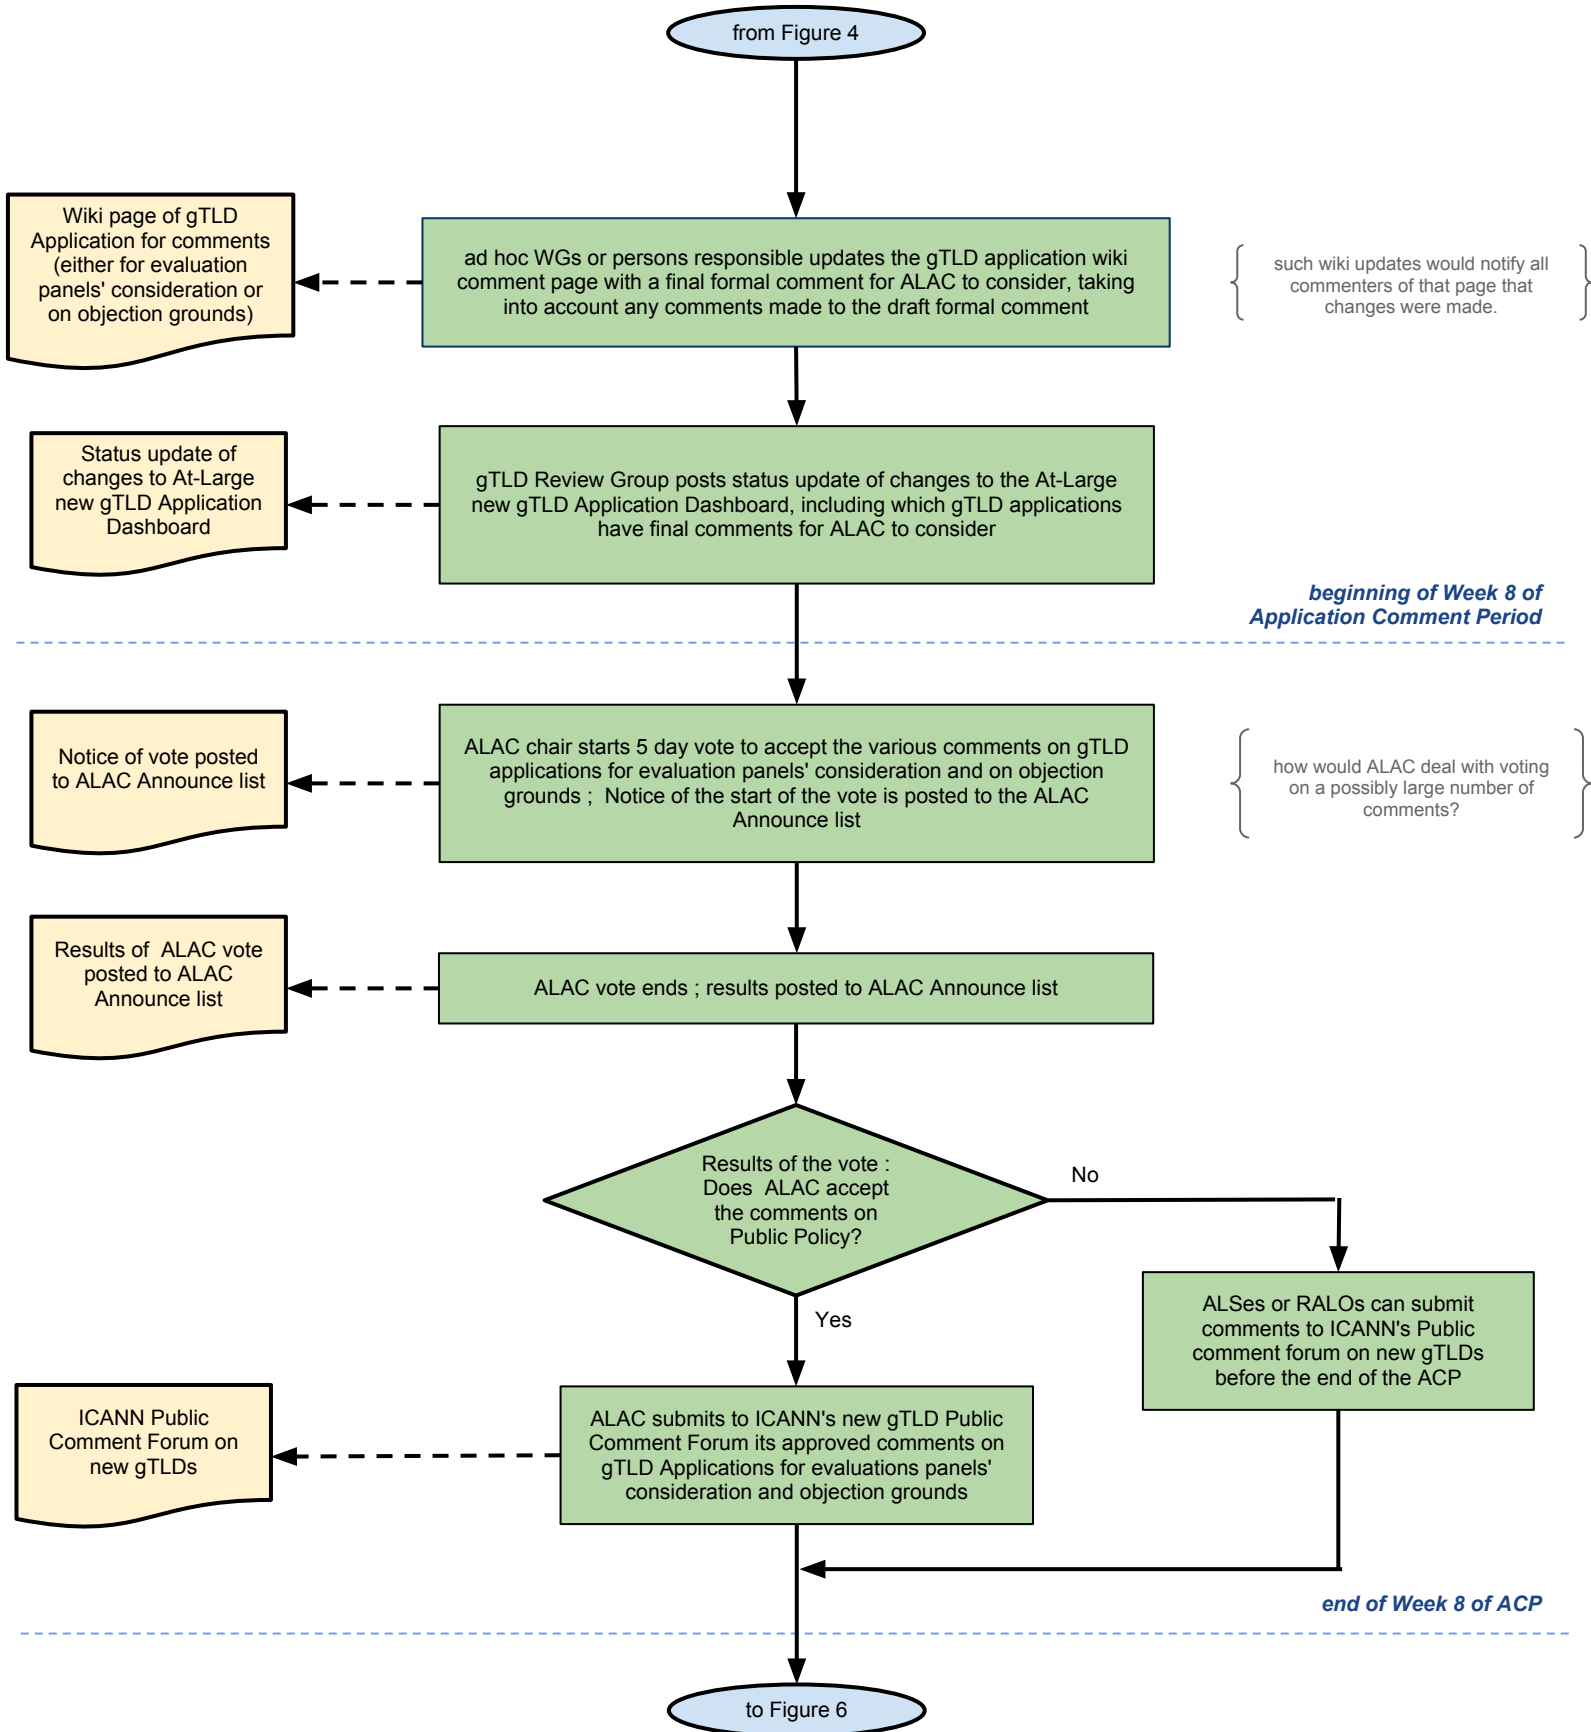 from Figure 4
Wiki page of gTLD
Application for comments
(either for evaluation
panels' consideration or
on objection grounds)
ad hoc WGs or persons responsible updates the gTLD application wiki
comment page with a final formal comment for ALAC to consider, taking
into account any comments made to the draft formal comment
such wiki updates would notify all
commenters of that page that
changes were made.
Status update of
changes to At-Large
new gTLD Application
Dashboard
gTLD Review Group posts status update of changes to the At-Large
new gTLD Application Dashboard, including which gTLD applications
have final comments for ALAC to consider
beginning of Week 8 of
Application Comment Period
Notice of vote posted
to ALAC Announce list
ALAC chair starts 5 day vote to accept the various comments on gTLD
applications for evaluation panels' consideration and on objection
grounds ; Notice of the start of the vote is posted to the ALAC
Announce list
how would ALAC deal with voting
on a possibly large number of
comments?
Results of ALAC vote
posted to ALAC
Announce list
ALAC vote ends ; results posted to ALAC Announce list
Results of the vote :
Does ALAC accept
the comments on
Public Policy?
No
Yes
ALSes or RALOs can submit
comments to ICANN's Public
comment forum on new gTLDs
before the end of the ACP
ICANN Public
Comment Forum on
new gTLDs
ALAC submits to ICANN's new gTLD Public
Comment Forum its approved comments on
gTLD Applications for evaluations panels'
consideration and objection grounds
end of Week 8 of ACP
to Figure 6